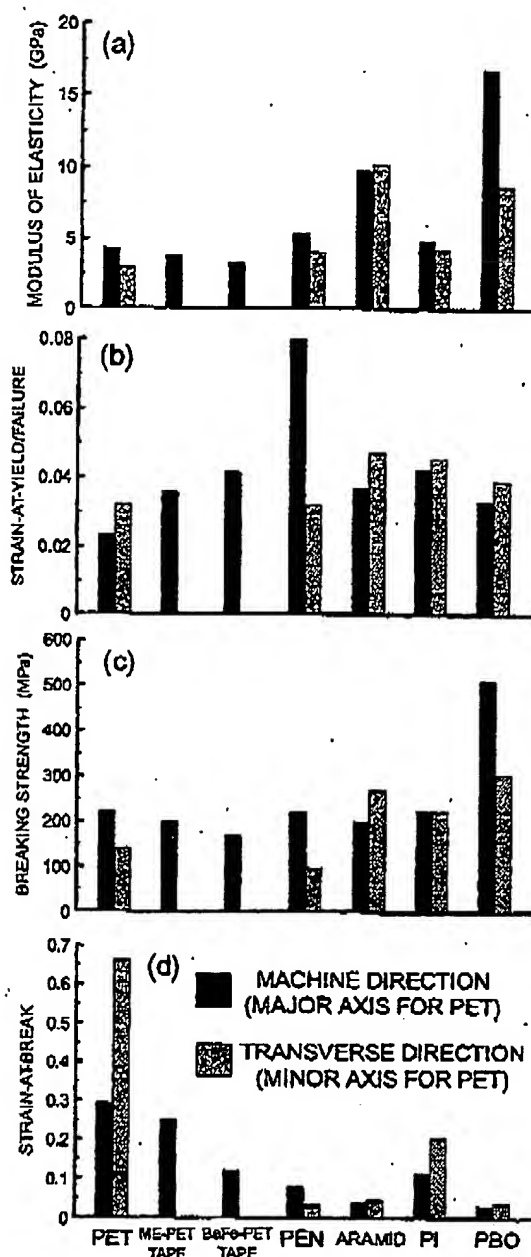 (a)
MODULUS OF ELASTICITY (GPa)
20
15
10
5
0
(b)
STRAIN-AT-YIELD/FAILURE
0.08
0.06
0.04
0.02
0
(c)
BREAKING STRENGTH (MPa)
600
500
400
300
200
100
0
(d)
STRAIN-AT-BREAK
0.7
0.6
0.5
0.4
0.3
0.2
0.1
0
MACHINE DIRECTION
(MAJOR AXIS FOR PET)
TRANSVERSE DIRECTION
(MINOR AXIS FOR PET)
PET
ME-PET
TAPE
BaFe-PET
TAPE
PEN
ARAMID
PI
PBO